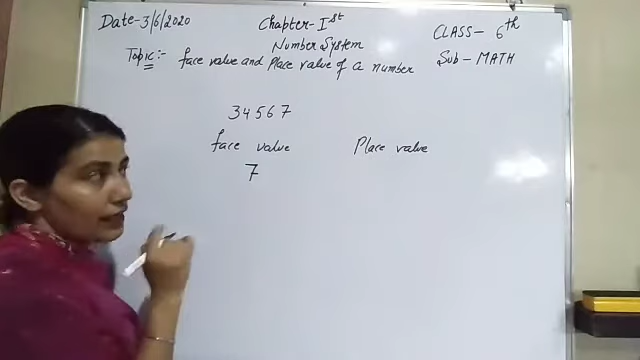 Date-3/6/2020 Chapter-Ist CLASS- 6th
Number System
Sub- MATH
Topic:- face value and Place value of a number
34567
face value Place value
7